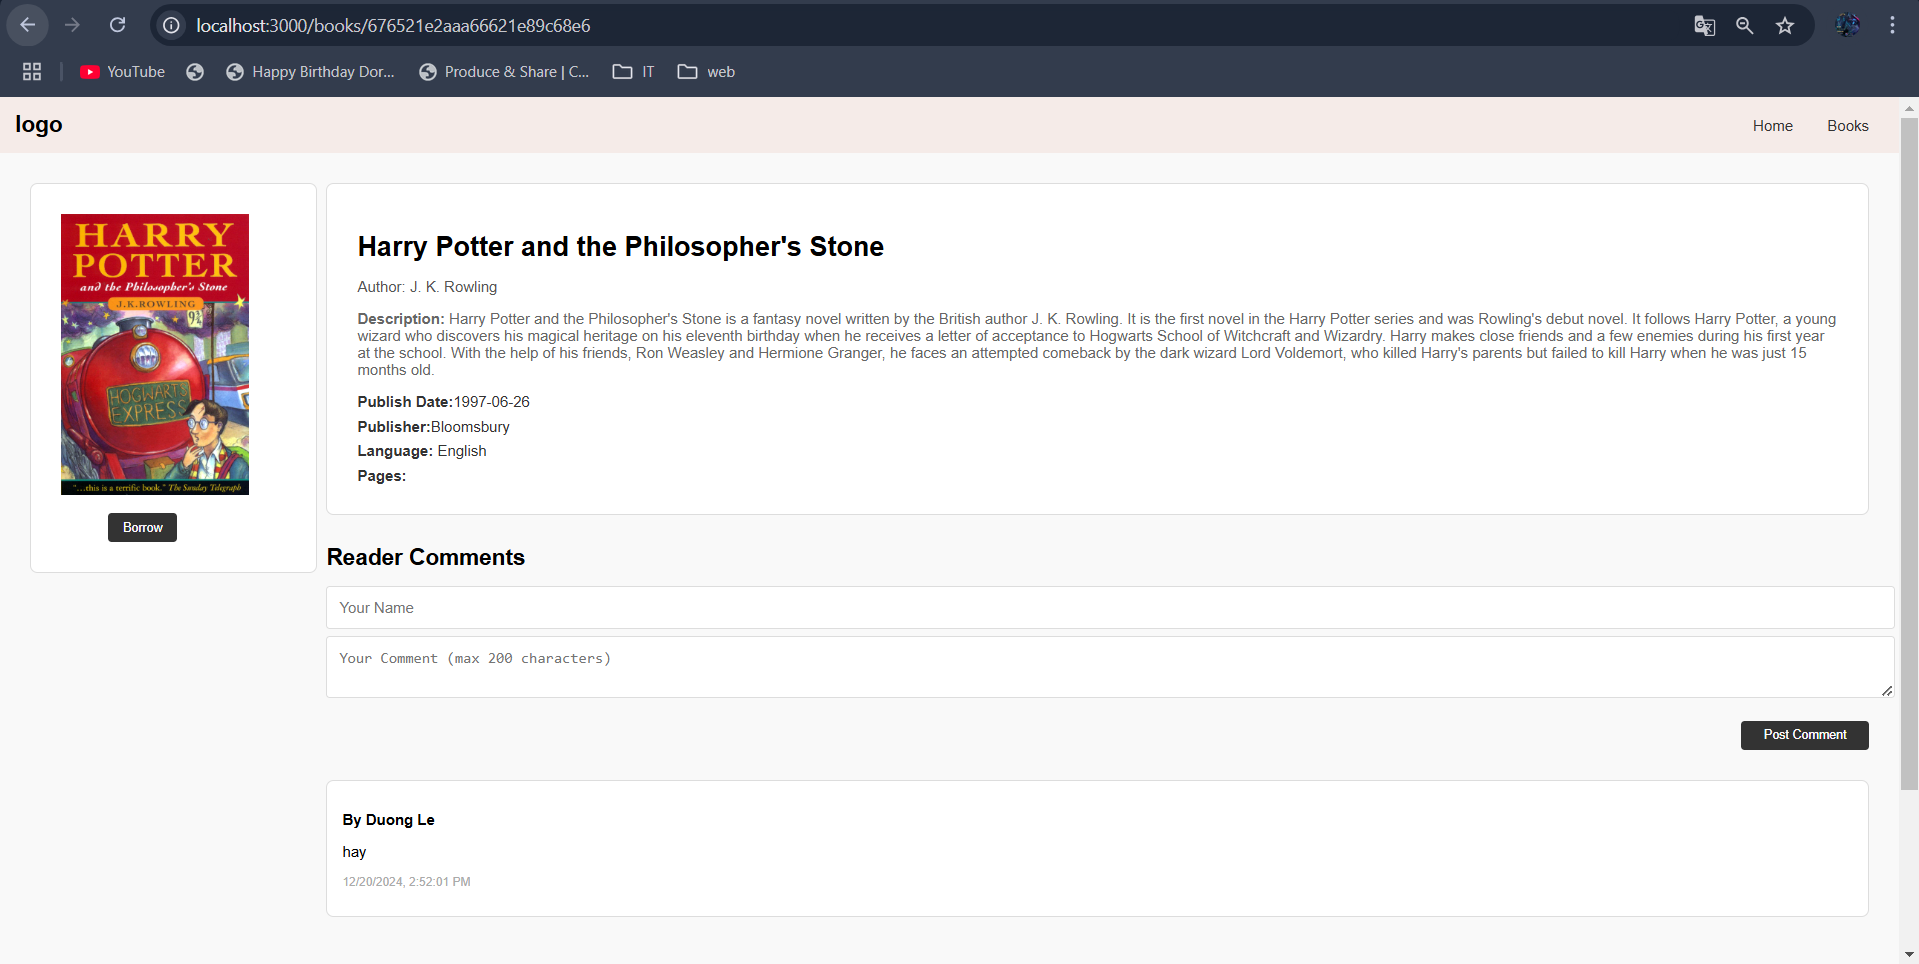 localhost:3000/books/676521e2aaa66621e89c68e6
YouTube
Happy Birthday Dor...
Produce & Share | C...
IT
web
logo
Home
Books
HARRY
POTTER
and the Philosopher's Stone
J.K.ROWLING
9¾
HOGWARTS
EXPRESS
"...this is a terrific book." The Sunday Telegraph
Borrow
Harry Potter and the Philosopher's Stone
Author: J. K. Rowling
Description: Harry Potter and the Philosopher's Stone is a fantasy novel written by the British author J. K. Rowling. It is the first novel in the Harry Potter series and was Rowling's debut novel. It follows Harry Potter, a young
wizard who discovers his magical heritage on his eleventh birthday when he receives a letter of acceptance to Hogwarts School of Witchcraft and Wizardry. Harry makes close friends and a few enemies during his first year
at the school. With the help of his friends, Ron Weasley and Hermione Granger, he faces an attempted comeback by the dark wizard Lord Voldemort, who killed Harry's parents but failed to kill Harry when he was just 15
months old.
Publish Date:1997-06-26
Publisher:Bloomsbury
Language: English
Pages:
Reader Comments
Your Name
Your Comment (max 200 characters)
Post Comment
By Duong Le
hay
12/20/2024, 2:52:01 PM